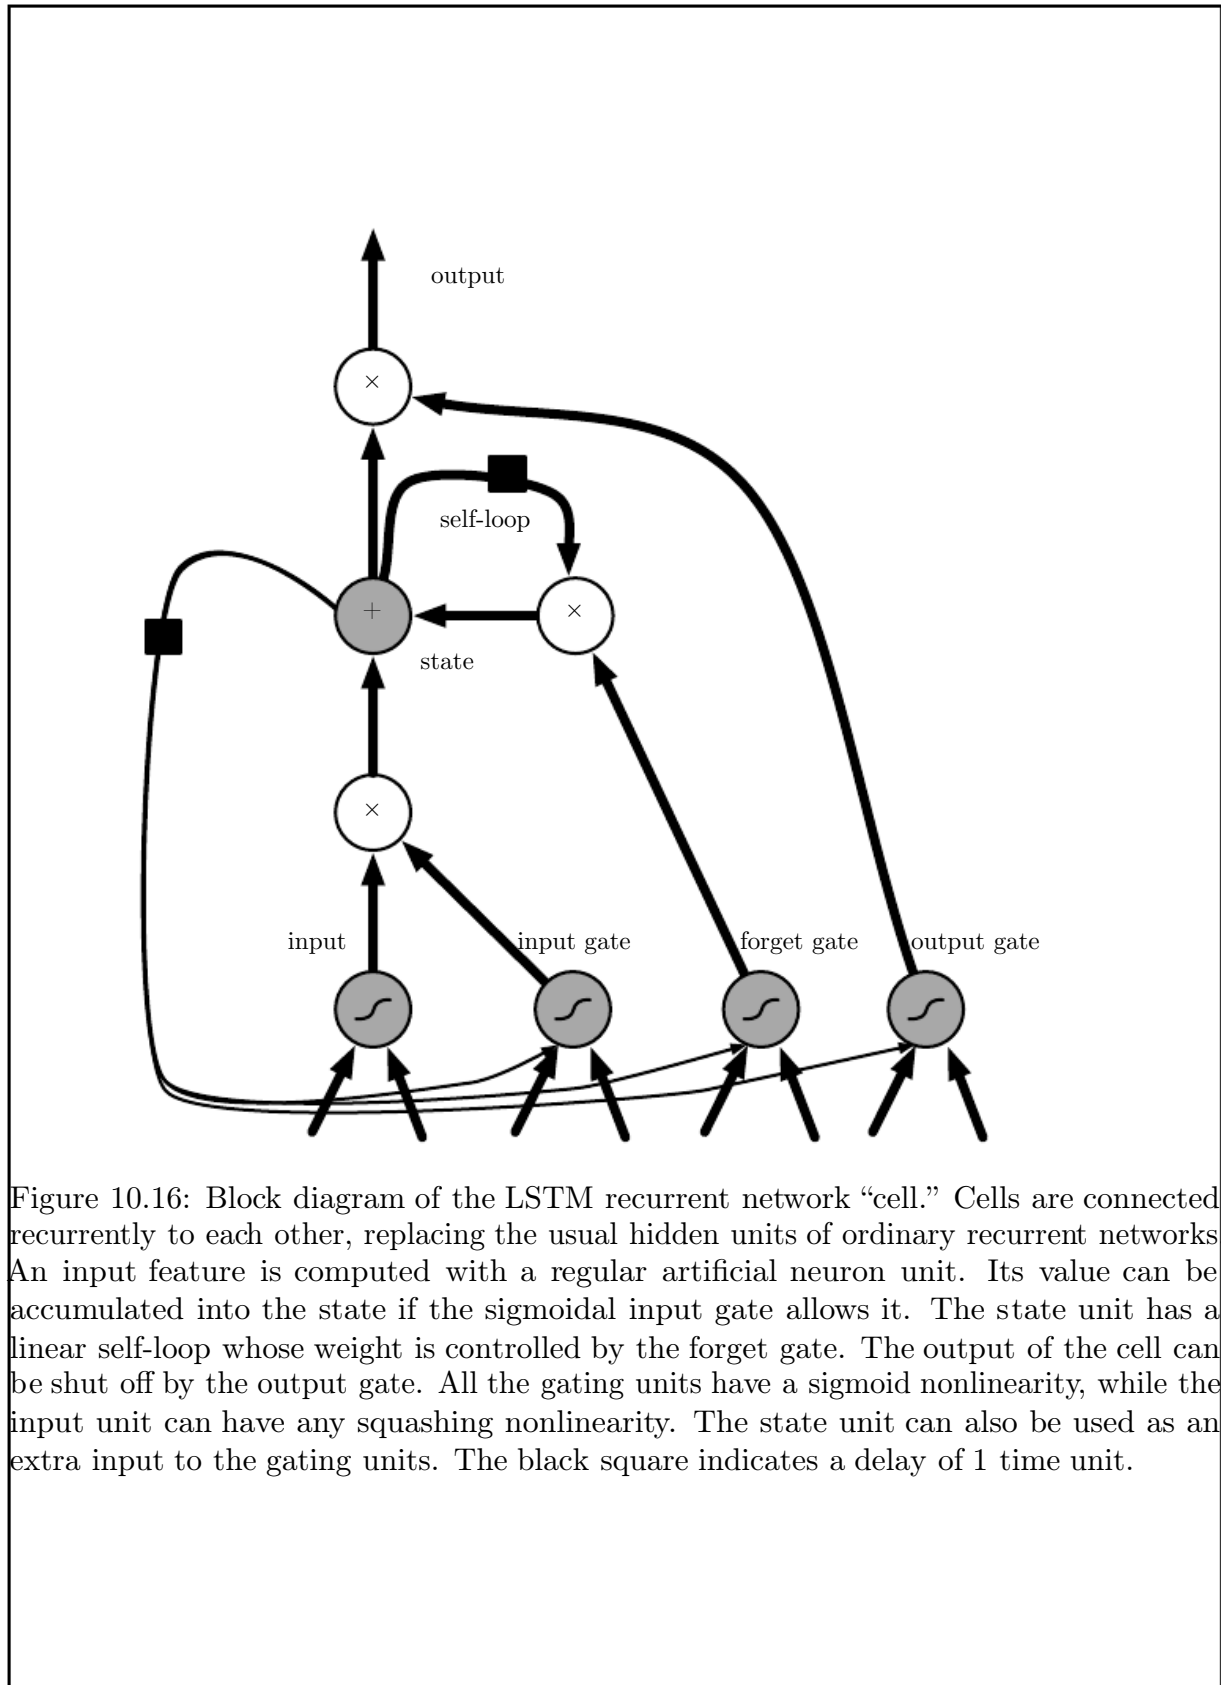 output
×
self-loop
+
×
state
×
input
input gate
forget gate
output gate
Figure 10.16: Block diagram of the LSTM recurrent network “cell.” Cells are connected
recurrently to each other, replacing the usual hidden units of ordinary recurrent networks
An input feature is computed with a regular artificial neuron unit. Its value can be
accumulated into the state if the sigmoidal input gate allows it. The state unit has a
linear self-loop whose weight is controlled by the forget gate. The output of the cell can
be shut off by the output gate. All the gating units have a sigmoid nonlinearity, while the
input unit can have any squashing nonlinearity. The state unit can also be used as an
extra input to the gating units. The black square indicates a delay of 1 time unit.